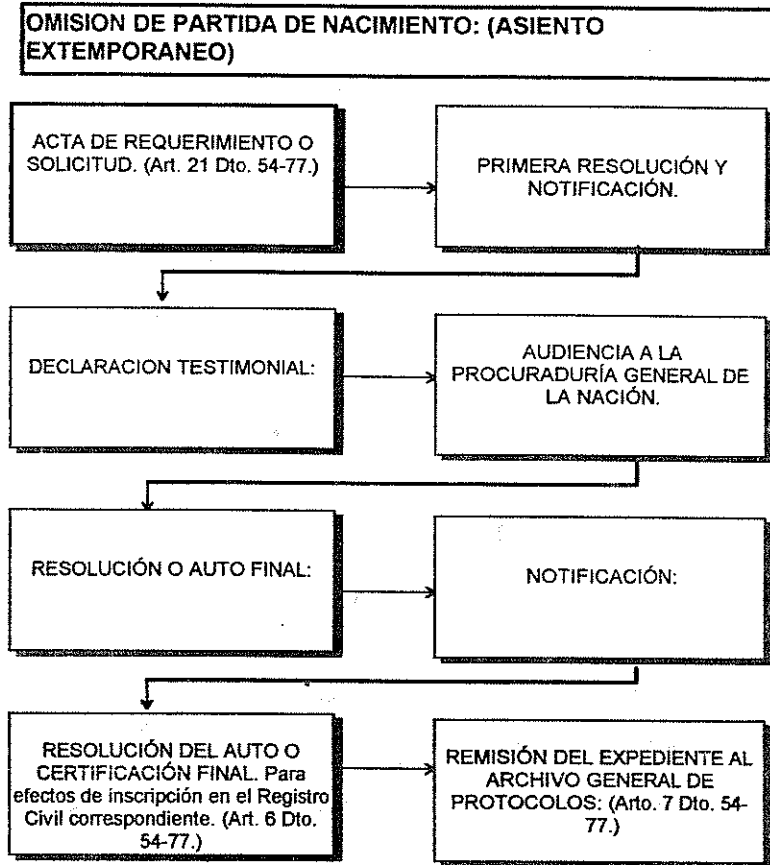 OMISION DE PARTIDA DE NACIMIENTO: (ASIENTO
EXTEMPORANEO)
ACTA DE REQUERIMIENTO O
SOLICITUD. (Art. 21 Dto. 54-77.)
PRIMERA RESOLUCIÓN Y
NOTIFICACIÓN.
DECLARACION TESTIMONIAL:
AUDIENCIA A LA
PROCURADURÍA GENERAL DE
LA NACIÓN.
RESOLUCIÓN O AUTO FINAL:
NOTIFICACIÓN:
RESOLUCIÓN DEL AUTO O
CERTIFICACIÓN FINAL. Para
efectos de inscripción en el Registro
Civil correspondiente. (Art. 6 Dto.
54-77.)
REMISIÓN DEL EXPEDIENTE AL
ARCHIVO GENERAL DE
PROTOCOLOS: (Arto. 7 Dto. 54-
77.)